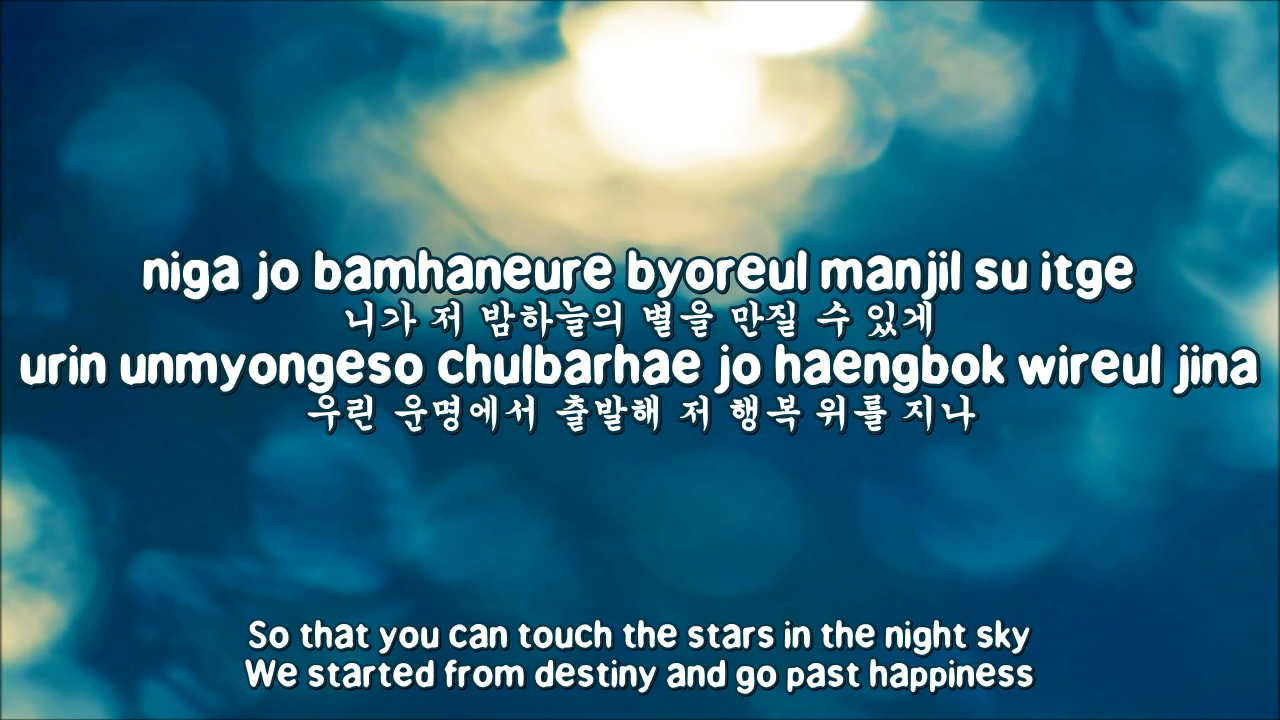 niga jo bamhaneure byoreul manjil su itge
니가 저 밤하늘의 별을 만질 수 있게
urin unmyongeso chulbarhae jo haengbok wireul jina
우린 운명에서 출발해 저 행복 위를 지나
So that you can touch the stars in the night sky
We started from destiny and go past happiness